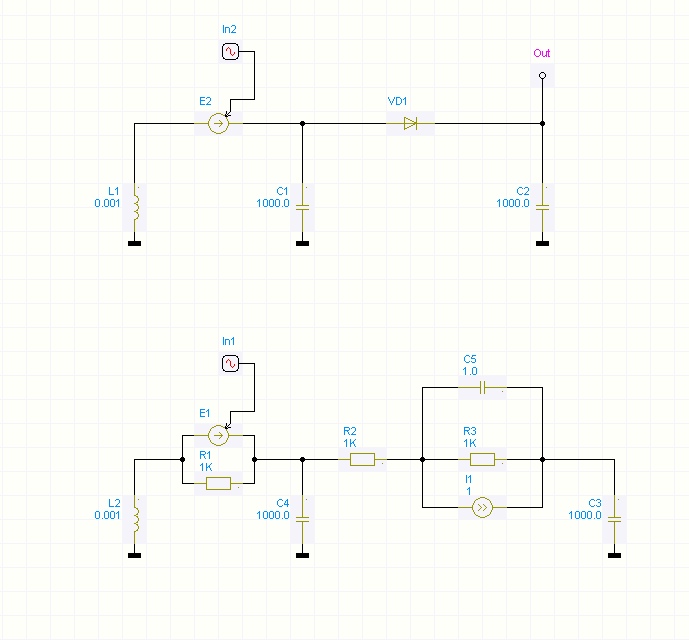 In2
Out
E2
VD1
L1
0.001
C1
1000.0
C2
1000.0
In1
C5
1.0
E1
R2
1K
R3
1K
R1
1K
I1
1
L2
0.001
C4
1000.0
C3
1000.0